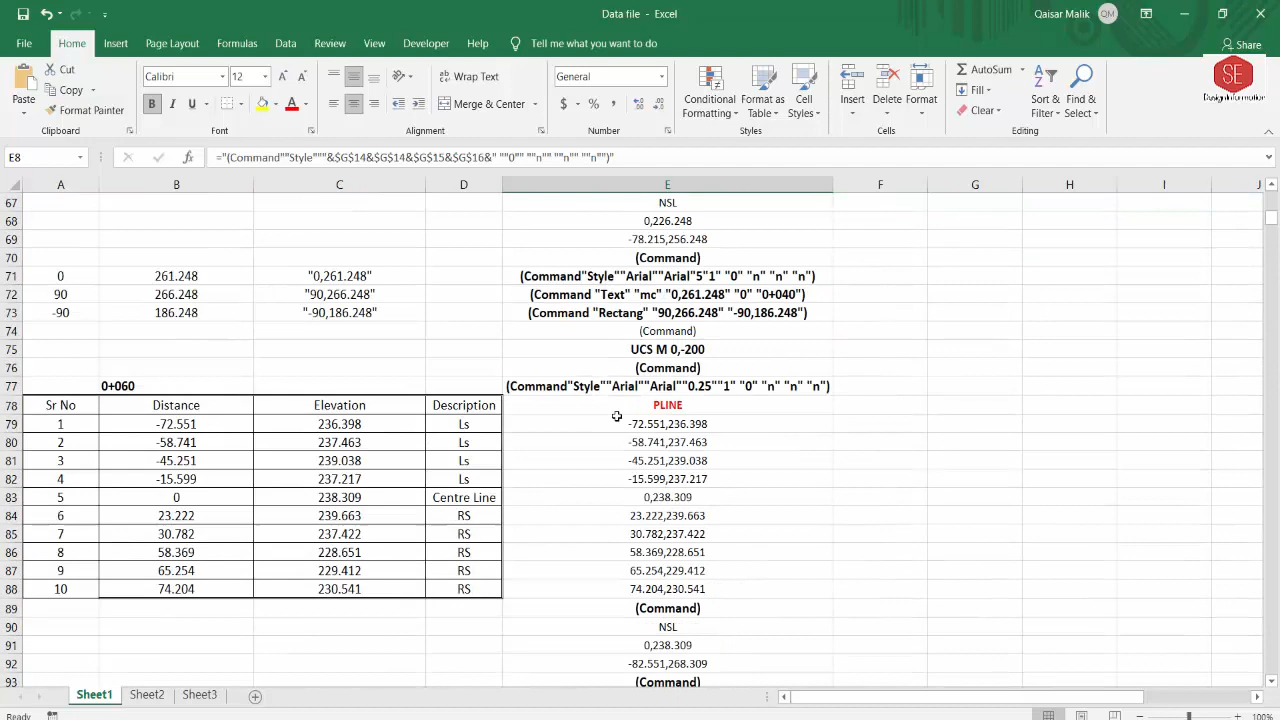 Data file - Excel
Qaisar Malik QM
File Home Insert Page Layout Formulas Data Review View Developer Help Tell me what you want to do Share
SE
Design Information
Cut
Copy
Format Painter
Paste
Calibri 12
B I U
Wrap Text
Merge & Center
General
$ % ,
Conditional Formatting
Format as Table
Cell Styles
Insert Delete Format
AutoSum
Fill
Clear
Sort & Filter
Find & Select
Clipboard Font Alignment Number Styles Cells Editing
E8 fx ="(Command""Style"""&$G$14&$G$14&$G$15&$G$16&" ""0"" ""n"" ""n"" ""n"")"
A B C D E F G H I J
67 NSL
68 0,226.248
69 -78.215,256.248
70 (Command)
71 0 261.248 "0,261.248" (Command"Style""Arial""Arial"5"1" "0" "n" "n" "n")
72 90 266.248 "90,266.248" (Command "Text" "mc" "0,261.248" "0" "0+040")
73 -90 186.248 "-90,186.248" (Command "Rectang" "90,266.248" "-90,186.248")
74 (Command)
75 UCS M 0,-200
76 (Command)
77 0+060 (Command"Style""Arial""Arial""0.25""1" "0" "n" "n" "n")
78 Sr No Distance Elevation Description PLINE
79 1 -72.551 236.398 Ls -72.551,236.398
80 2 -58.741 237.463 Ls -58.741,237.463
81 3 -45.251 239.038 Ls -45.251,239.038
82 4 -15.599 237.217 Ls -15.599,237.217
83 5 0 238.309 Centre Line 0,238.309
84 6 23.222 239.663 RS 23.222,239.663
85 7 30.782 237.422 RS 30.782,237.422
86 8 58.369 228.651 RS 58.369,228.651
87 9 65.254 229.412 RS 65.254,229.412
88 10 74.204 230.541 RS 74.204,230.541
89 (Command)
90 NSL
91 0,238.309
92 -82.551,268.309
93 (Command)
Sheet1 Sheet2 Sheet3
Ready 100%